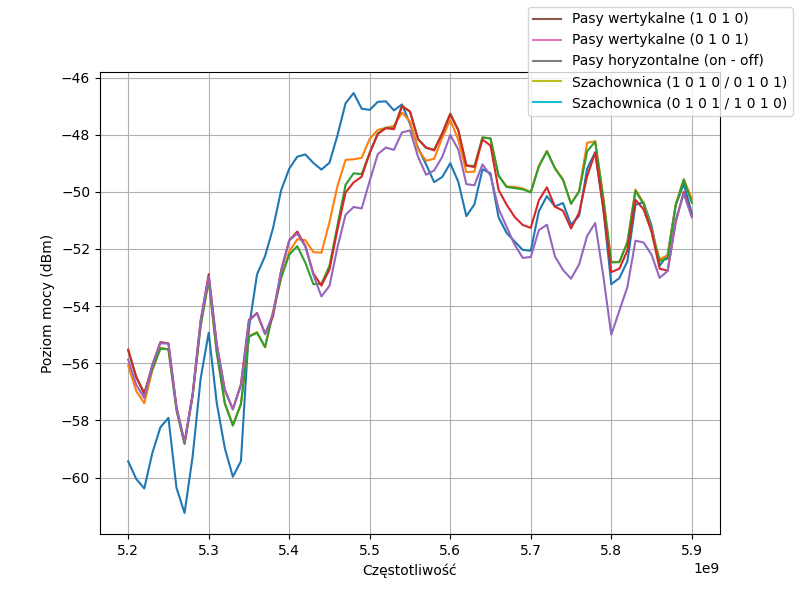 Pasy wertykalne (1 0 1 0)
Pasy wertykalne (0 1 0 1)
Pasy horyzontalne (on - off)
Szachownica (1 0 1 0 / 0 1 0 1)
Szachownica (0 1 0 1 / 1 0 1 0)
−46
−48
−50
−52
−54
−56
−58
−60
Poziom mocy (dBm)
5.2 5.3 5.4 5.5 5.6 5.7 5.8 5.9
1e9
Częstotliwość